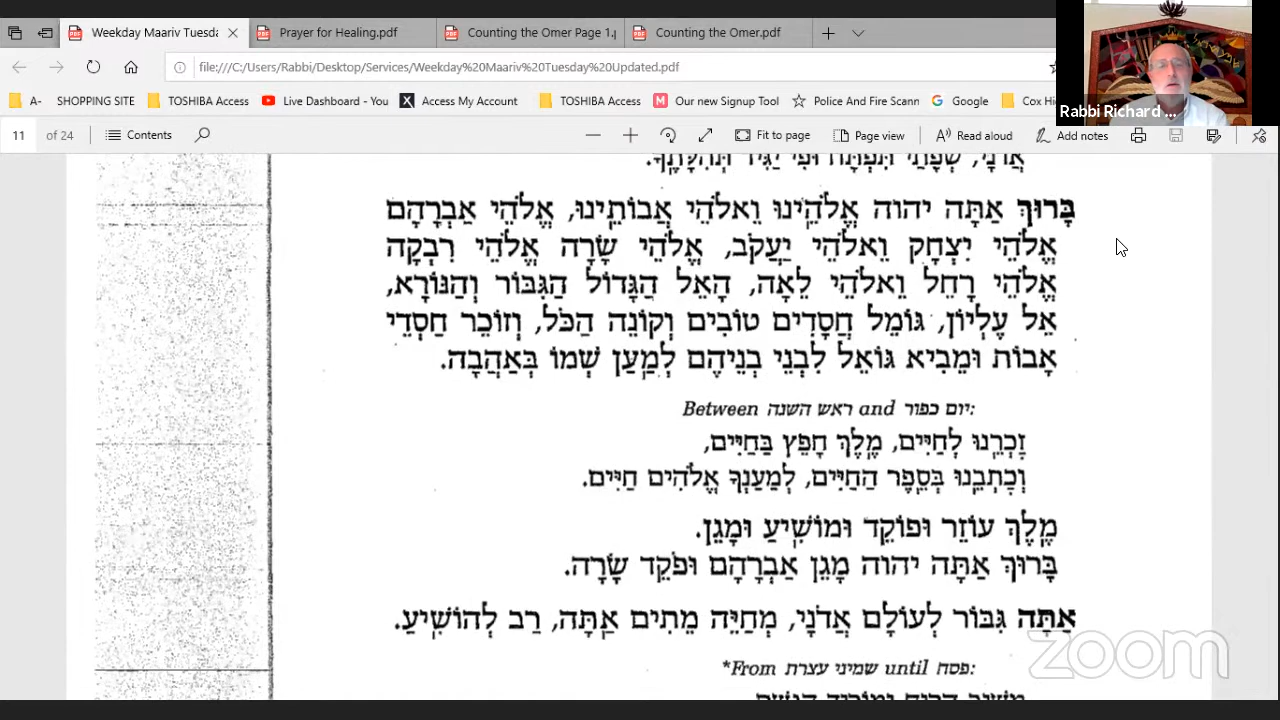 Weekday Maariv Tuesda
Prayer for Healing.pdf
Counting the Omer Page 1.
Counting the Omer.pdf
file:///C:/Users/Rabbi/Desktop/Services/Weekday%20Maariv%20Tuesday%20Updated.pdf
A- SHOPPING SITE TOSHIBA Access Live Dashboard - You Access My Account TOSHIBA Access Our new Signup Tool Police And Fire Scann Google Cox Hi
Rabbi Richard ...
11 of 24 Contents Fit to page Page view Read aloud Add notes
אֲדֹנָי, שְׂפָתַי תִּפְתָּח וּפִי יַגִּיד תְּהִלָּתֶֽךָ.
בָּרוּךְ אַתָּה יהוה אֱלֹהֵֽינוּ וֵאלֹהֵי אֲבוֹתֵֽינוּ, אֱלֹהֵי אַבְרָהָם
אֱלֹהֵי יִצְחָק וֵאלֹהֵי יַעֲקֹב, אֱלֹהֵי שָׂרָה אֱלֹהֵי רִבְקָה
אֱלֹהֵי רָחֵל וֵאלֹהֵי לֵאָה, הָאֵל הַגָּדוֹל הַגִּבּוֹר וְהַנּוֹרָא,
אֵל עֶלְיוֹן, גּוֹמֵל חֲסָדִים טוֹבִים וְקוֹנֵה הַכֹּל, וְזוֹכֵר חַסְדֵי
אָבוֹת וּמֵבִיא גּוֹאֵל לִבְנֵי בְנֵיהֶם לְמַֽעַן שְׁמוֹ בְּאַהֲבָה.
Between ראש השנה and יום כפור:
זָכְרֵֽנוּ לְחַיִּים, מֶֽלֶךְ חָפֵץ בַּחַיִּים,
וְכָתְבֵֽנוּ בְּסֵֽפֶר הַחַיִּים, לְמַעַנְךָ אֱלֹהִים חַיִּים.
מֶֽלֶךְ עוֹזֵר וּפוֹקֵד וּמוֹשִֽׁיעַ וּמָגֵן.
בָּרוּךְ אַתָּה יהוה מָגֵן אַבְרָהָם וּפֹקֵד שָׂרָה.
אַתָּה גִּבּוֹר לְעוֹלָם אֲדֹנָי, מְחַיֵּה מֵתִים אַתָּה, רַב לְהוֹשִֽׁיעַ.
*From שמיני עצרת until פסח:
zoom